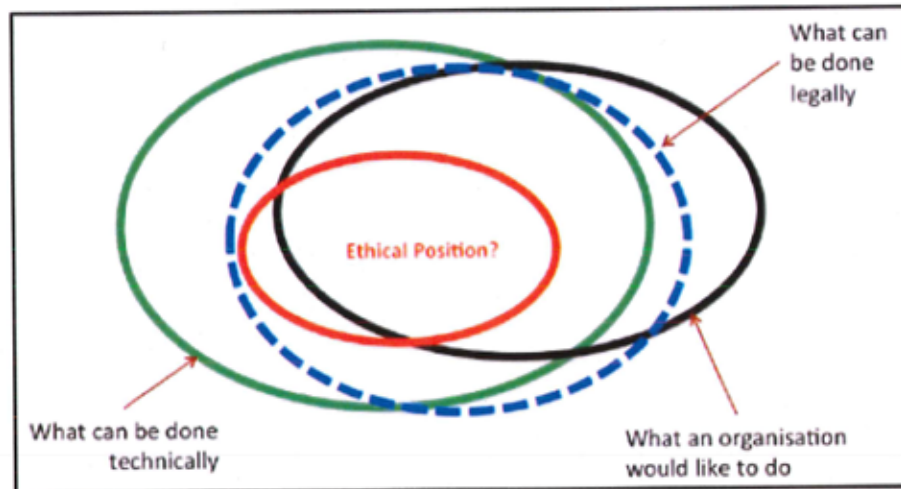 What can
be done
legally
Ethical Position?
What can be done
technically
What an organisation
would like to do